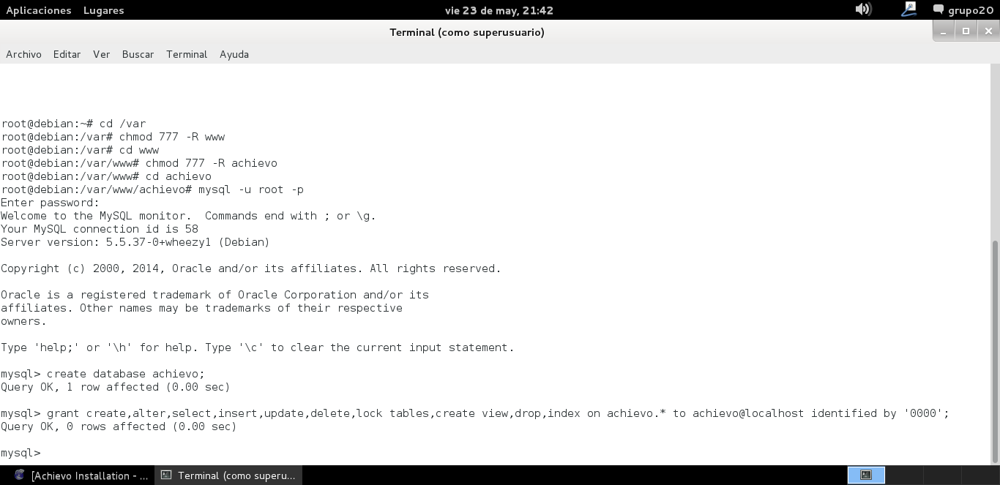 Aplicaciones Lugares vie 23 de may, 21:42 grupo20
Terminal (como superusuario)
Archivo Editar Ver Buscar Terminal Ayuda
root@debian:~# cd /var
root@debian:/var# chmod 777 -R www
root@debian:/var# cd www
root@debian:/var/www# chmod 777 -R achievo
root@debian:/var/www# cd achievo
root@debian:/var/www/achievo# mysql -u root -p
Enter password:
Welcome to the MySQL monitor.  Commands end with ; or \g.
Your MySQL connection id is 58
Server version: 5.5.37-0+wheezy1 (Debian)
Copyright (c) 2000, 2014, Oracle and/or its affiliates. All rights reserved.
Oracle is a registered trademark of Oracle Corporation and/or its
affiliates. Other names may be trademarks of their respective
owners.
Type 'help;' or '\h' for help. Type '\c' to clear the current input statement.
mysql> create database achievo;
Query OK, 1 row affected (0.00 sec)
mysql> grant create,alter,select,insert,update,delete,lock tables,create view,drop,index on achievo.* to achievo@localhost identified by '0000';
Query OK, 0 rows affected (0.00 sec)
mysql>
[Achievo Installation - ... Terminal (como superu...